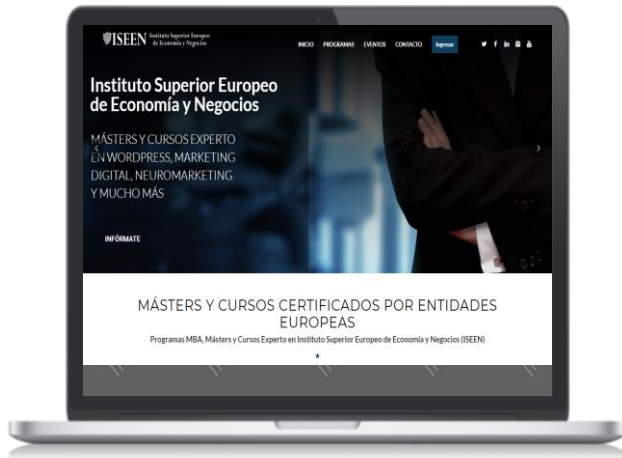 ISEEN Instituto Superior Europeo
de Economía y Negocios
INICIO PROGRAMAS EVENTOS CONTACTO Ingresar
Instituto Superior Europeo
de Economía y Negocios
MÁSTERS Y CURSOS EXPERTO
EN WORDPRESS, MARKETING
DIGITAL, NEUROMARKETING
Y MUCHO MÁS
INFÓRMATE
MÁSTERS Y CURSOS CERTIFICADOS POR ENTIDADES
EUROPEAS
Programas MBA, Másters y Cursos Experto en Instituto Superior Europeo de Economía y Negocios (ISEEN)